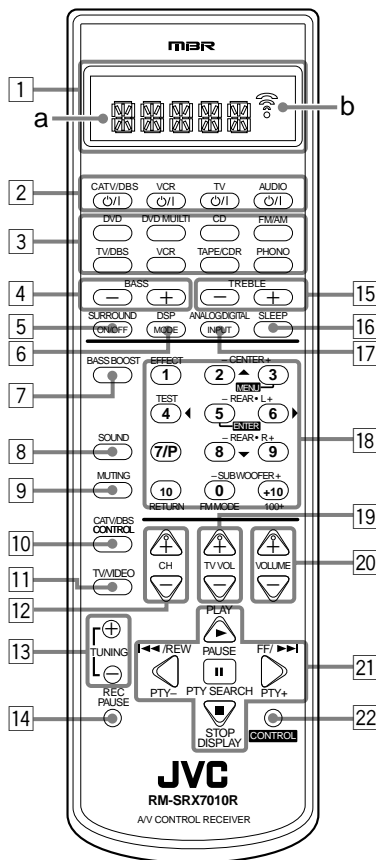 MBR
1
a
b
2
CATV/DBS VCR TV AUDIO
⏻/I ⏻/I ⏻/I ⏻/I
3
DVD DVD MUILTI CD FM/AM
TV/DBS VCR TAPE/CDR PHONO
4
BASS TREBLE
– + – +
15
5
SURROUND DSP ANALOG/DIGITAL SLEEP
ON/OFF MODE INPUT
16
6
17
BASS BOOST EFFECT – CENTER +
1 2 ▲ 3
MENU
7
TEST – REAR • L +
4 ◀ 5 6 ▶
ENTER
SOUND – REAR • R +
8
7/P 8 ▼ 9
18
MUTING – SUBWOOFER +
9
10 0 +10
RETURN FM MODE 100+
CATV/DBS
CONTROL
10
19
+ + +
CH TV VOL VOLUME
– – –
20
TV/VIDEO
11
12
13
+
TUNING
–
PLAY
▶
I◀◀ /REW PAUSE FF/ ▶▶I
II
PTY– PTY SEARCH PTY+
21
REC
PAUSE
14
■
STOP
DISPLAY
CONTROL
22
JVC
RM-SRX7010R
A/V CONTROL RECEIVER